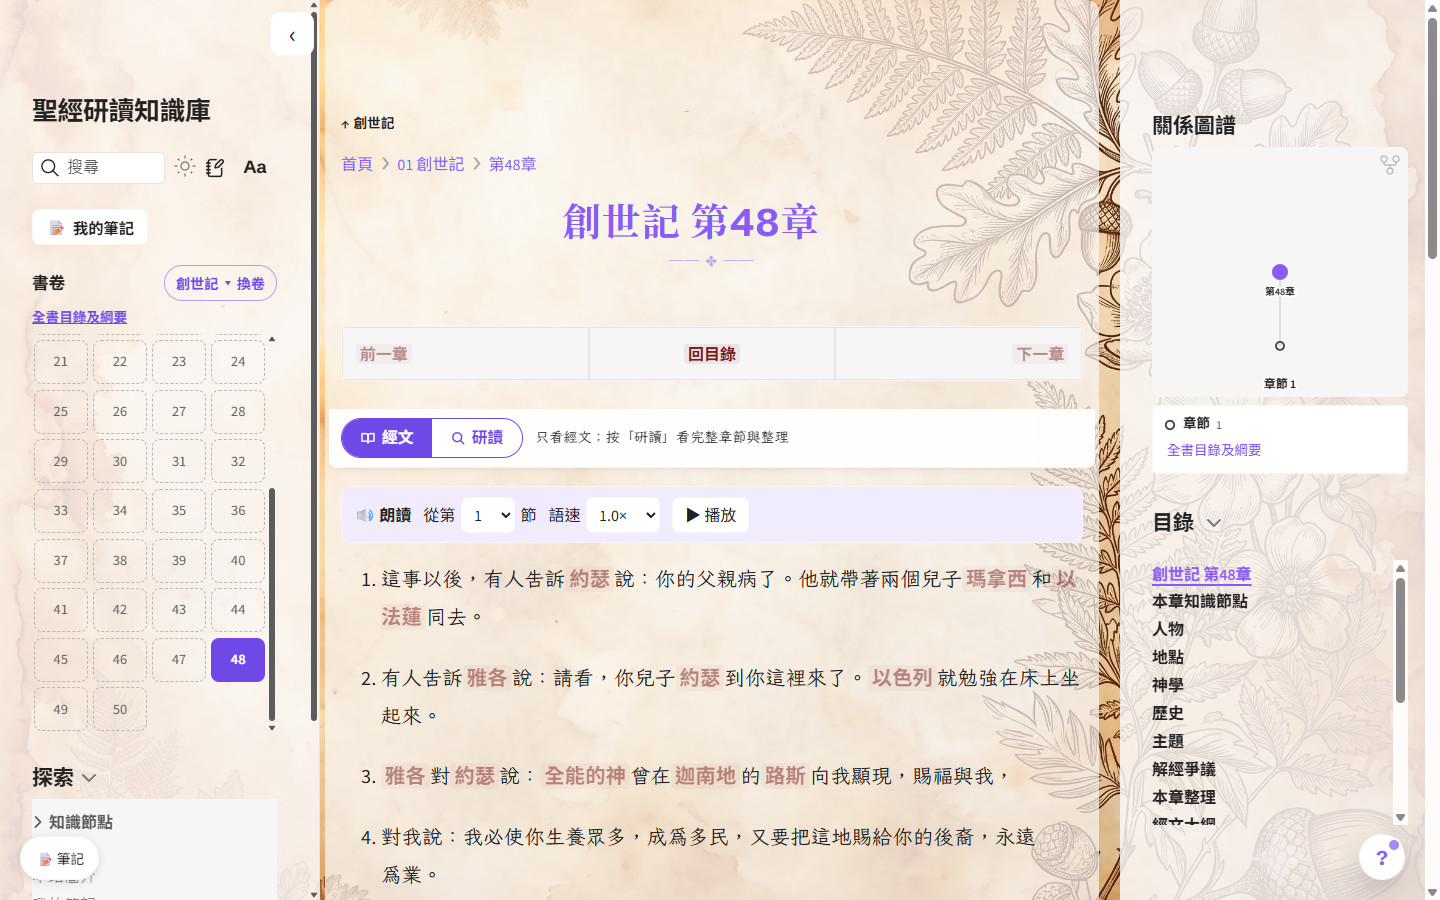 ‹
聖經研讀知識庫
搜尋
Aa
📝 我的筆記
書卷
創世記 ▾ 換卷
全書目錄及綱要
21 22 23 24
25 26 27 28
29 30 31 32
33 34 35 36
37 38 39 40
41 42 43 44
45 46 47 48
49 50
探索
知識節點
📝 筆記
↑ 創世記
首頁 › 01 創世記 › 第48章
創世記 第48章
前一章 回目錄 下一章
經文 研讀 只看經文；按「研讀」看完整章節與整理
🔊 朗讀 從第 1 節 語速 1.0× ▶ 播放
1. 這事以後，有人告訴 約瑟 說：你的父親病了。他就帶著兩個兒子 瑪拿西 和 以
法蓮 同去。
2. 有人告訴 雅各 說：請看，你兒子 約瑟 到你這裡來了。 以色列 就勉強在床上坐
起來。
3. 雅各 對 約瑟 說： 全能的神 曾在 迦南地 的 路斯 向我顯現，賜福與我，
4. 對我說：我必使你生養眾多，成爲多民，又要把這地賜給你的後裔，永遠
爲業。
關係圖譜
第48章
章節 1
章節 1
全書目錄及綱要
目錄
創世記 第48章
本章知識節點
人物
地點
神學
歷史
主題
解經爭議
本章整理
經文大綱
?